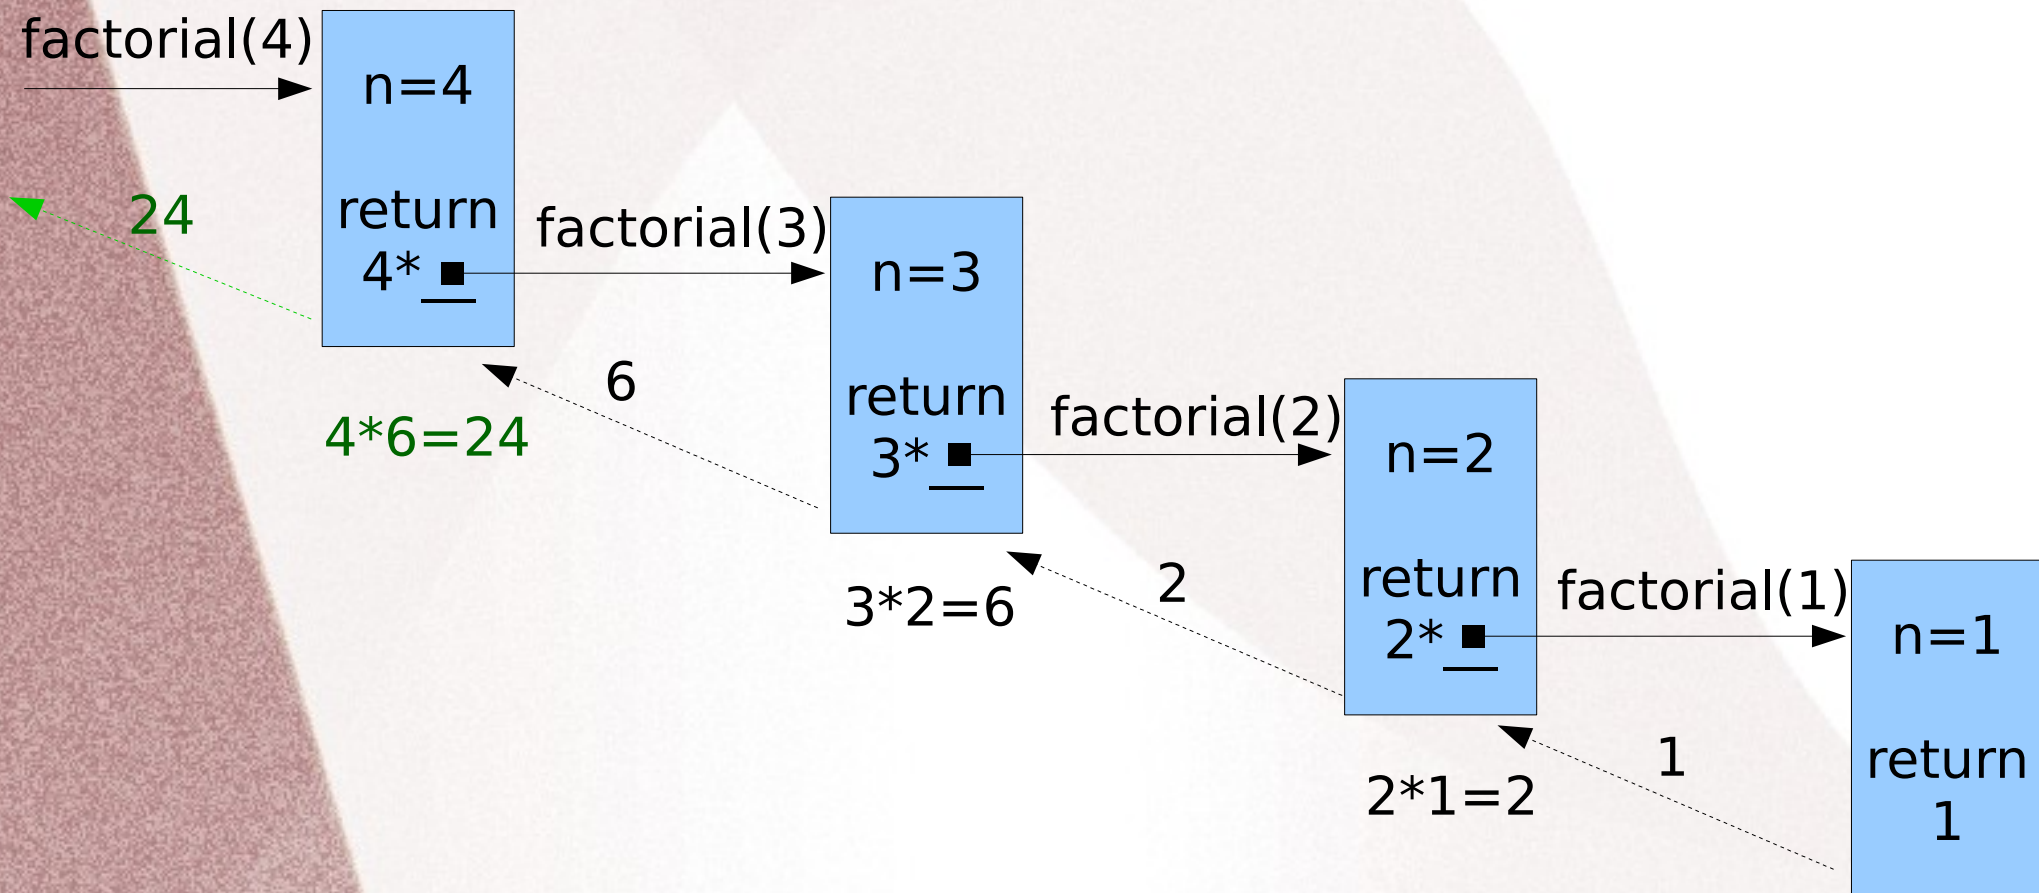 factorial(4)
n=4
return
4*
24
4*6=24
factorial(3)
n=3
return
3*
6
3*2=6
factorial(2)
n=2
return
2*
2
2*1=2
factorial(1)
n=1
return
1
1